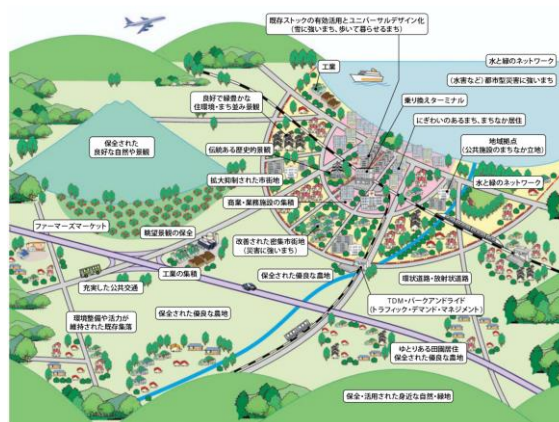 既存ストックの有効活用とユニバーサルデザイン化
（雪に強いまち、歩いて暮らせるまち）
工業
水と緑のネットワーク
（水害など）都市型災害に強いまち
良好で緑豊かな
住環境・まち並み景観
乗り換えターミナル
にぎわいのあるまち、まちなか居住
保全された
良好な自然や景観
伝統ある歴史的景観
地域拠点
（公共施設のまちなか立地）
拡大抑制された市街地
水と緑のネットワーク
商業・業務施設の集積
ファーマーズマーケット
眺望景観の保全
改善された密集市街地
（災害に強いまち）
工業の集積
保全された優良な農地
環状道路・放射状道路
充実した公共交通
TDM・パークアンドライド
（トラフィック・デマンド・マネジメント）
環境整備や活力が
維持された既存集落
保全された優良な農地
ゆとりある田園居住
保全された優良な農地
保全・活用された身近な自然・緑地